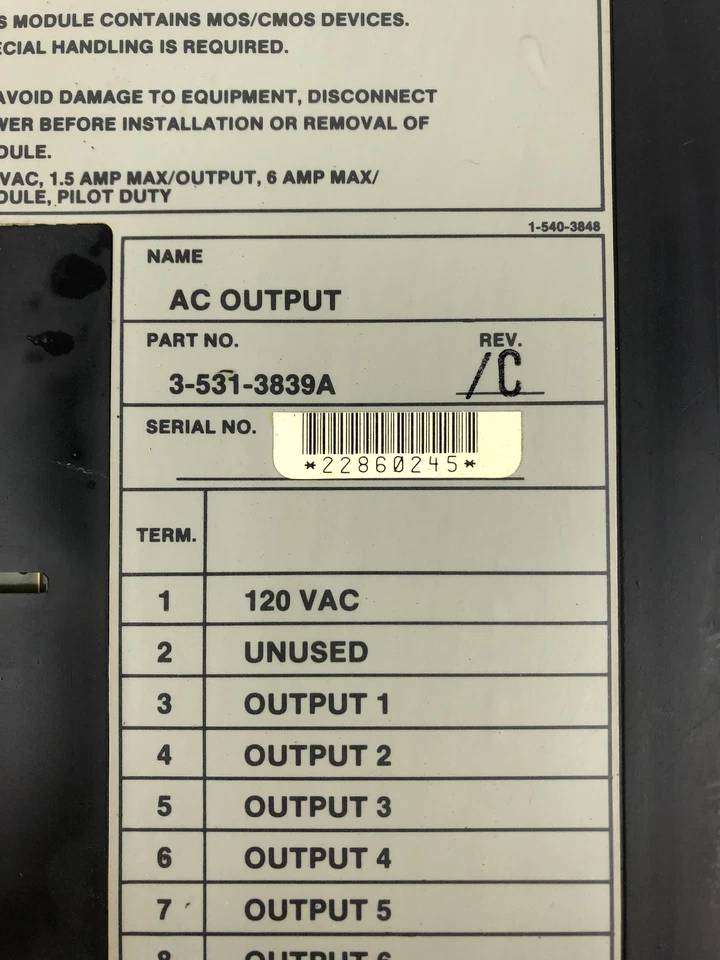 S MODULE CONTAINS MOS/CMOS DEVICES.
ECIAL HANDLING IS REQUIRED.
AVOID DAMAGE TO EQUIPMENT, DISCONNECT
WER BEFORE INSTALLATION OR REMOVAL OF
DULE.
VAC, 1.5 AMP MAX/OUTPUT, 6 AMP MAX/
DULE, PILOT DUTY
1-540-3848
NAME
AC OUTPUT
PART NO. REV.
3-531-3839A /C
SERIAL NO.
*22860245*
TERM.
1 120 VAC
2 UNUSED
3 OUTPUT 1
4 OUTPUT 2
5 OUTPUT 3
6 OUTPUT 4
7 OUTPUT 5
8 OUTPUT 6